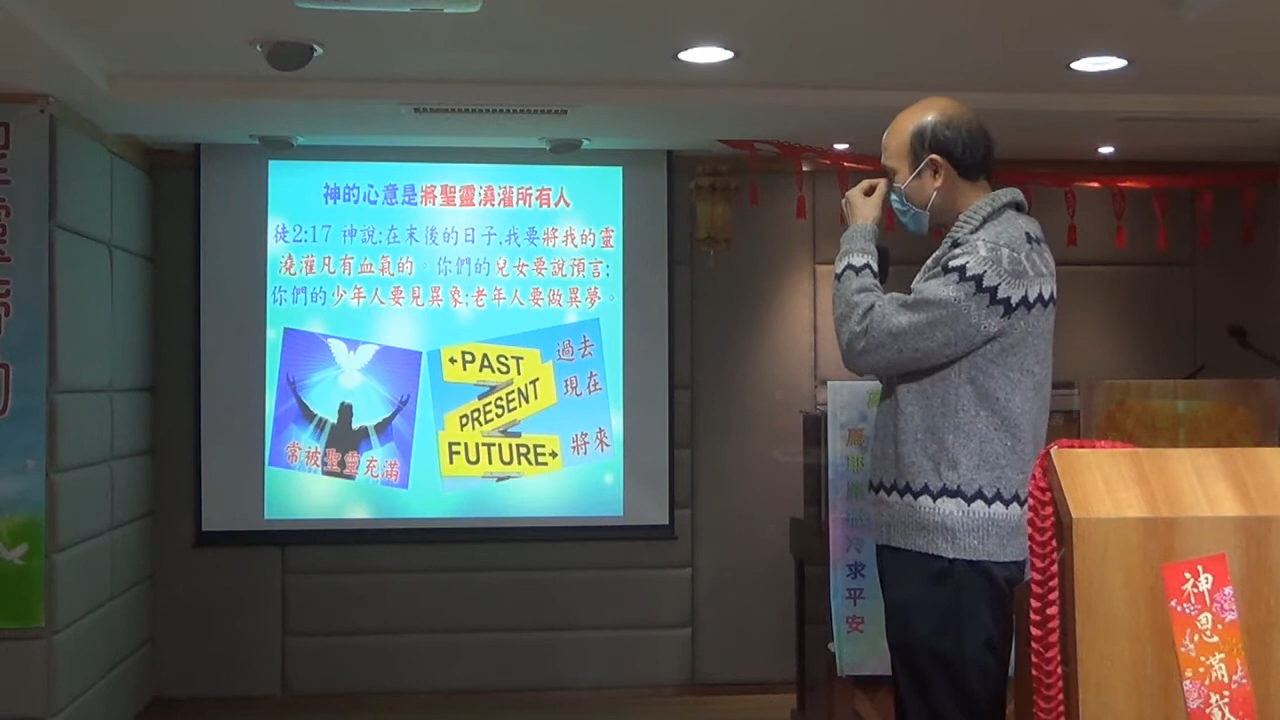 神的心意是將聖靈澆灌所有人
徒2:17 神說:在末後的日子,我要將我的靈
澆灌凡有血氣的。你們的兒女要說預言;
你們的少年人要見異象;老年人要做異夢。
常被聖靈充滿
←PAST
PRESENT
FUTURE→
過去
現在
將來
求平安
神恩滿載